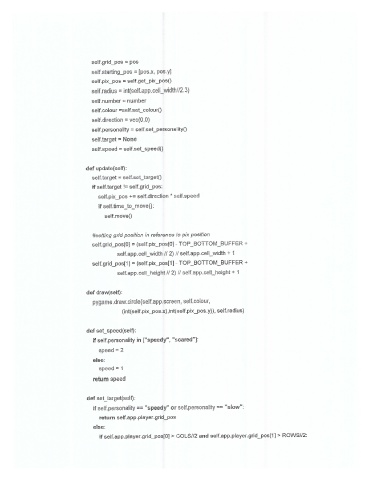 self.grid_pos = pos
self.starting_pos = [pos.x, pos.y]
self.pix_pos = self.get_pix_pos()
self.radius = int(self.app.cell_width//2.3)
self.number = number
self.colour =self.set_colour()
self.direction = vec(0,0)
self.personality = self.set_personality()
self.target = None
self.speed = self.set_speed()
def update(self):
self.target = self.set_target()
if self.target != self.grid_pos:
self.pix_pos += self.direction * self.speed
if self.time_to_move():
self.move()
#setting grid position in reference to pix position
self.grid_pos[0] = (self.pix_pos[0] - TOP_BOTTOM_BUFFER +
self.app.cell_width // 2) // self.app.cell_width + 1
self.grid_pos[1] = (self.pix_pos[1] - TOP_BOTTOM_BUFFER +
self.app.cell_height // 2) // self.app.cell_height + 1
def draw(self):
pygame.draw.circle(self.app.screen, self.colour,
(int(self.pix_pos.x),int(self.pix_pos.y)), self.radius)
def set_speed(self):
if self.personality in ["speedy", "scared"]:
speed = 2
else:
speed = 1
return speed
def set_target(self):
if self.personality == "speedy" or self.personality == "slow":
return self.app.player.grid_pos
else:
if self.app.player.grid_pos[0] > COLS//2 and self.app.player.grid_pos[1] > ROWS//2: